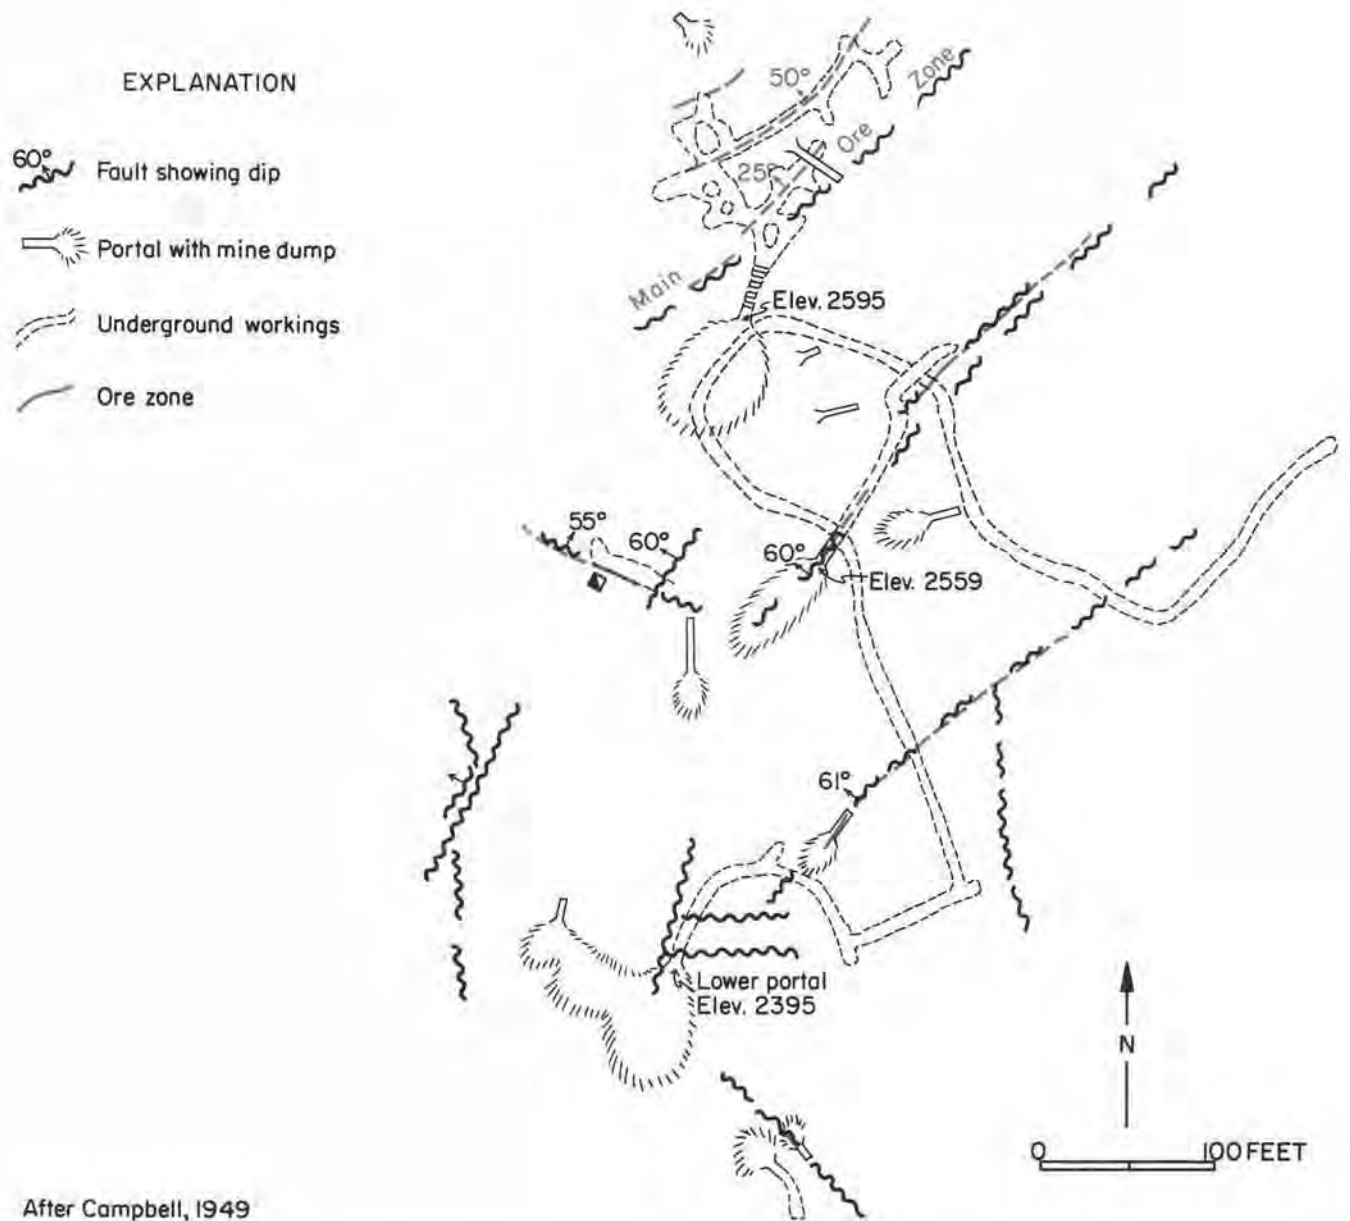 EXPLANATION
60°
Fault showing dip
Portal with mine dump
Underground workings
Ore zone
50°
Zone
Ore
25°
Main
Elev. 2595
55°
60°
60°
Elev. 2559
61°
Lower portal
Elev. 2395
N
0 100 FEET
After Campbell, 1949